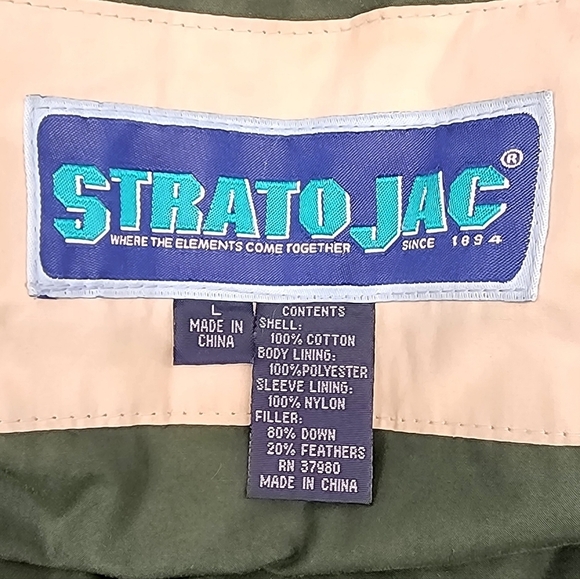 STRATO JAC ®
WHERE THE ELEMENTS COME TOGETHER SINCE 1894
L
MADE IN
CHINA
CONTENTS
SHELL:
100% COTTON
BODY LINING:
100% POLYESTER
SLEEVE LINING:
100% NYLON
FILLER:
80% DOWN
20% FEATHERS
RN 37980
MADE IN CHINA